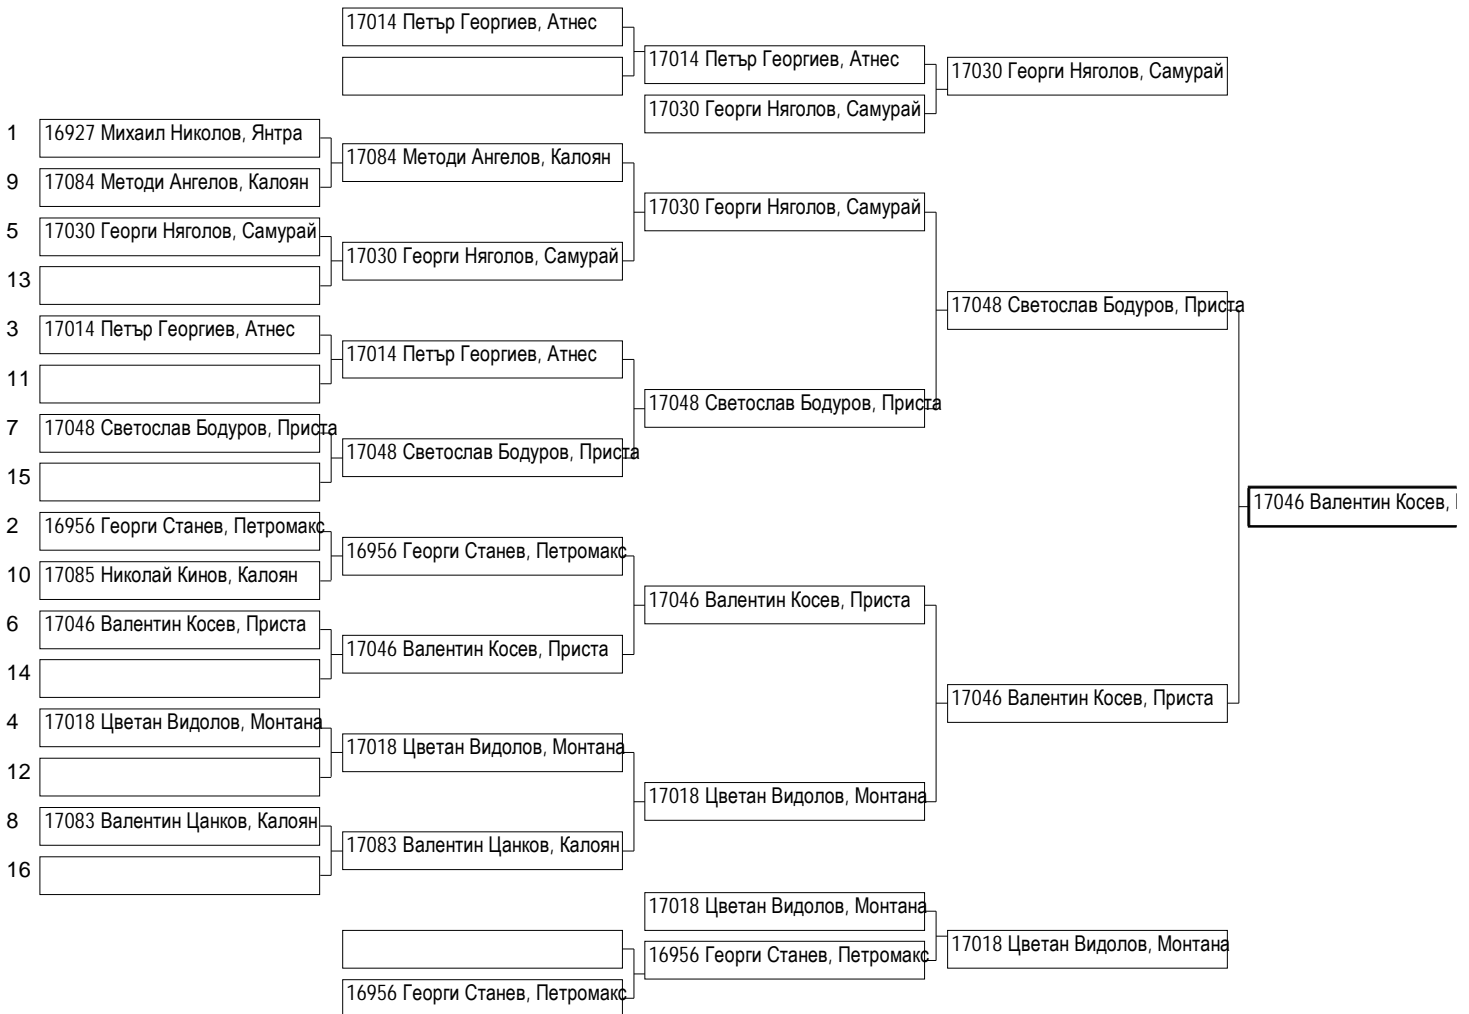 17014 Петър Георгиев, Атнес
17014 Петър Георгиев, Атнес
17030 Георги Няголов, Самурай
17030 Георги Няголов, Самурай
1 16927 Михаил Николов, Янтра
17084 Методи Ангелов, Калоян
9 17084 Методи Ангелов, Калоян
17030 Георги Няголов, Самурай
5 17030 Георги Няголов, Самурай
17030 Георги Няголов, Самурай
13
17048 Светослав Бодуров, Приста
3 17014 Петър Георгиев, Атнес
17014 Петър Георгиев, Атнес
11
17048 Светослав Бодуров, Приста
7 17048 Светослав Бодуров, Приста
17048 Светослав Бодуров, Приста
15
17046 Валентин Косев,
2 16956 Георги Станев, Петромакс
16956 Георги Станев, Петромакс
10 17085 Николай Кинов, Калоян
17046 Валентин Косев, Приста
6 17046 Валентин Косев, Приста
17046 Валентин Косев, Приста
14
17046 Валентин Косев, Приста
4 17018 Цветан Видолов, Монтана
17018 Цветан Видолов, Монтана
12
17018 Цветан Видолов, Монтана
8 17083 Валентин Цанков, Калоян
17083 Валентин Цанков, Калоян
16
17018 Цветан Видолов, Монтана
17018 Цветан Видолов, Монтана
16956 Георги Станев, Петромакс
16956 Георги Станев, Петромакс